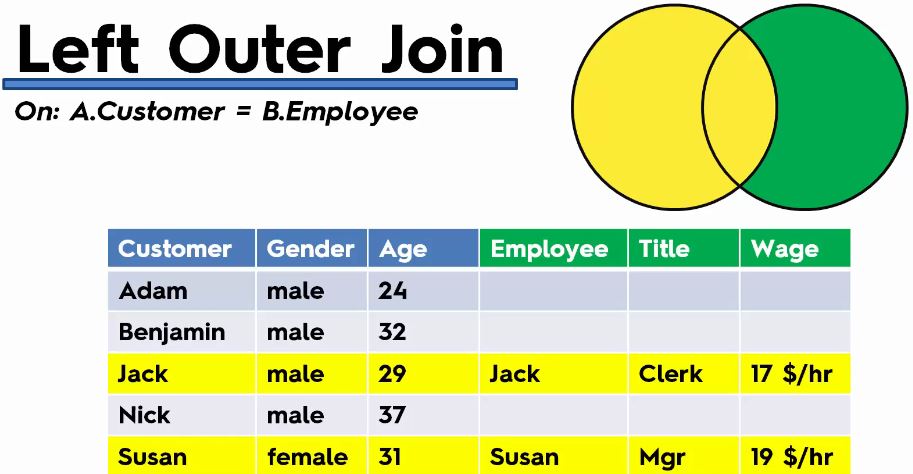 Left Outer Join
On: A.Customer = B.Employee
Customer Gender Age Employee Title Wage
Adam male 24
Benjamin male 32
Jack male 29 Jack Clerk 17 $/hr
Nick male 37
Susan female 31 Susan Mgr 19 $/hr